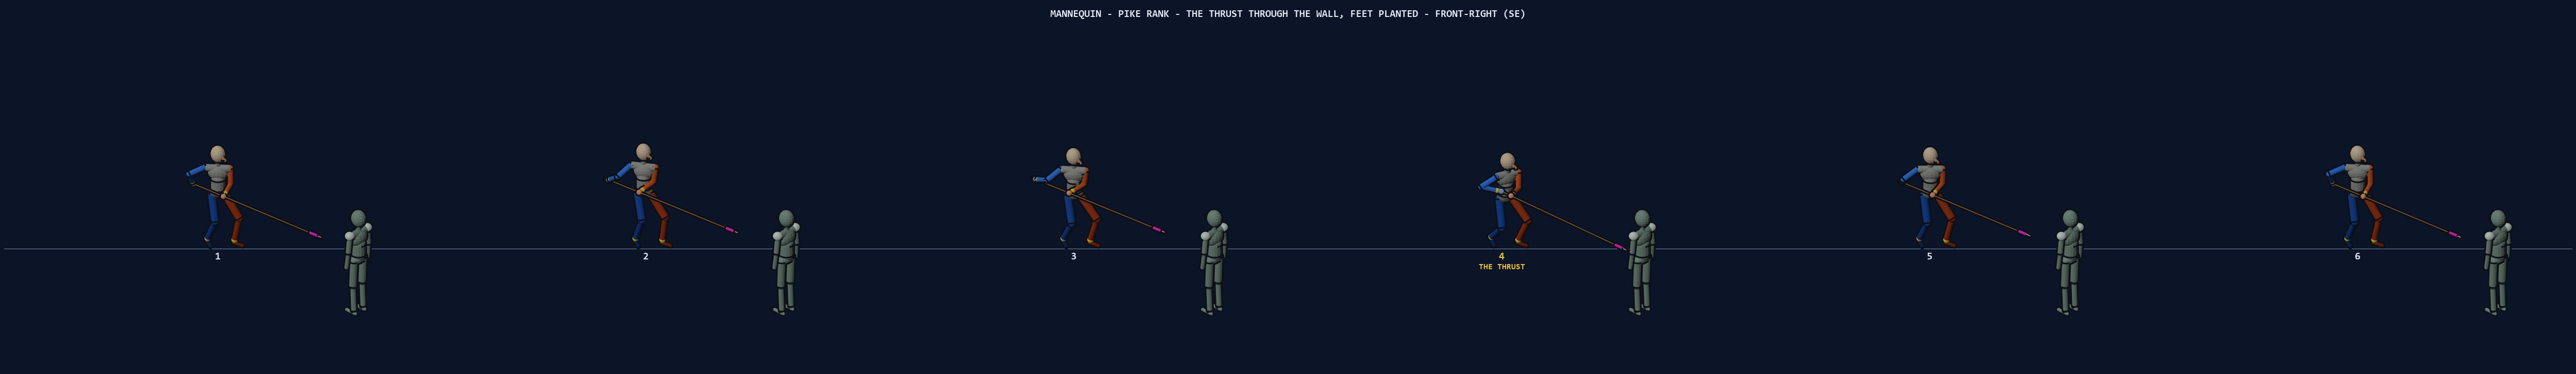 MANNEQUIN - PIKE RANK - THE THRUST THROUGH THE WALL, FEET PLANTED - FRONT-RIGHT (SE)
1 2 3 4 5 6
THE THRUST